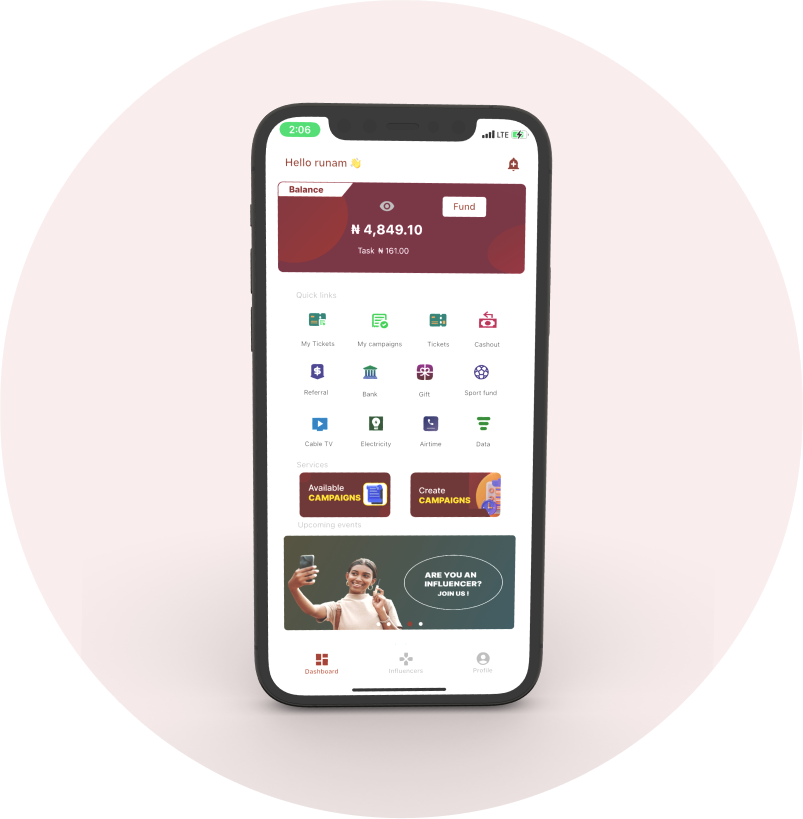 2:06
LTE
Hello runam 👋
Balance
Fund
₦ 4,849.10
Task ₦ 161.00
Quick links
My Tickets
My campaigns
Tickets
Cashout
Referral
Bank
Gift
Sport fund
Cable TV
Electricity
Airtime
Data
Services
Available
CAMPAIGNS
Create
CAMPAIGNS
Upcoming events
ARE YOU AN
INFLUENCER?
JOIN US !
Dashboard
Influencers
Profile